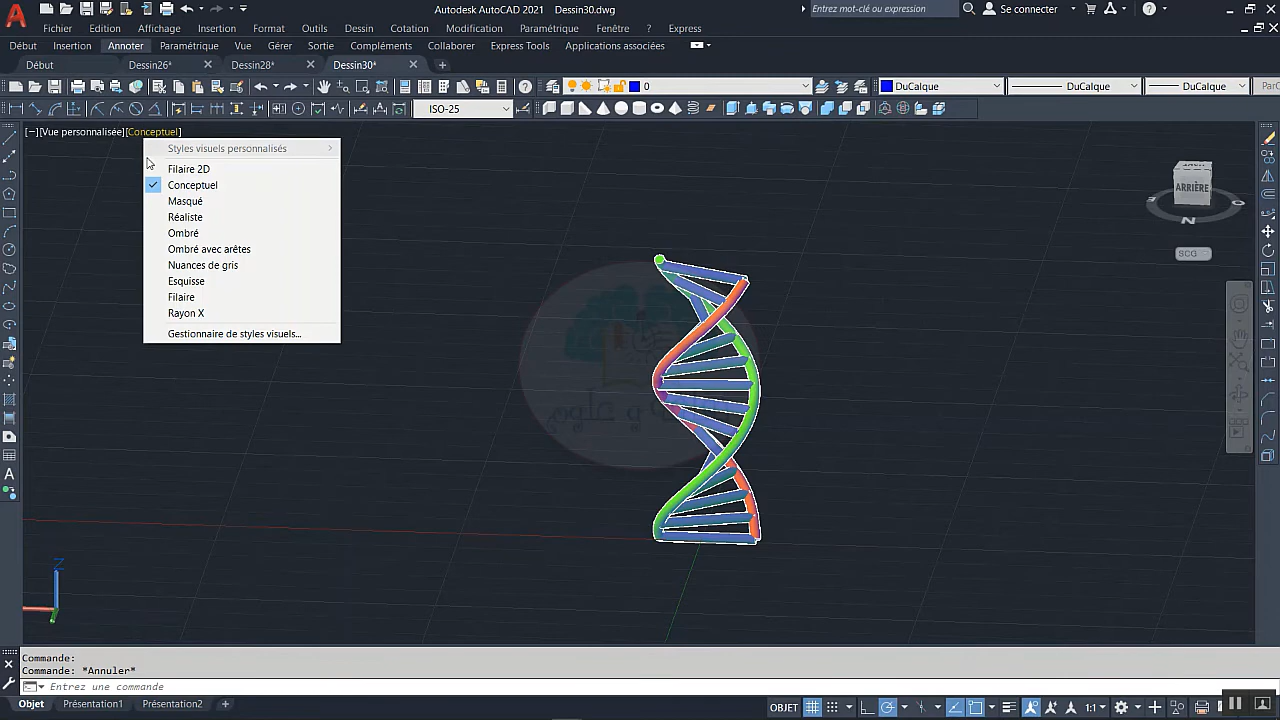 Autodesk AutoCAD 2021 Dessin30.dwg
Entrez mot-clé ou expression
Se connecter
Fichier Edition Affichage Insertion Format Outils Dessin Cotation Modification Paramétrique Fenêtre ? Express
Début Insertion Annoter Paramétrique Vue Gérer Sortie Compléments Collaborer Express Tools Applications associées
Début Dessin26* Dessin28* Dessin30*
0 DuCalque DuCalque DuCalque ParC
ISO-25
[−][Vue personnalisée][Conceptuel]
Styles visuels personnalisés
Filaire 2D
Conceptuel
Masqué
Réaliste
Ombré
Ombré avec arêtes
Nuances de gris
Esquisse
Filaire
Rayon X
Gestionnaire de styles visuels...
HAUT
ARRIÈRE
E O
N
SCG
Z
Commande:
Commande: *Annuler*
Entrez une commande
Objet Présentation1 Présentation2 +
OBJET 1:1